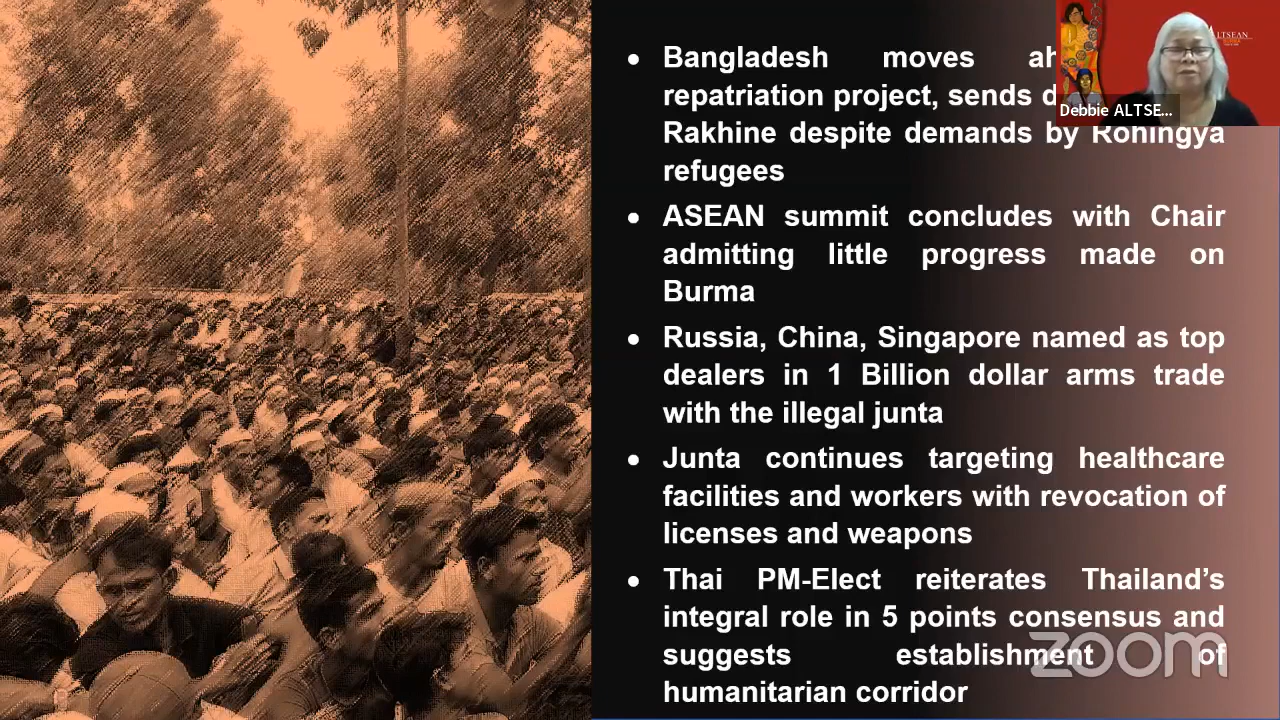 Bangladesh moves
repatriation project, sends
Rakhine despite demands by Rohingya
refugees
ASEAN summit concludes with Chair
admitting little progress made on
Burma
Russia, China, Singapore named as top
dealers in 1 Billion dollar arms trade
with the illegal junta
Junta continues targeting healthcare
facilities and workers with revocation of
licenses and weapons
Thai PM-Elect reiterates Thailand’s
integral role in 5 points consensus and
suggests establishment of
humanitarian corridor
Debbie ALTSE...
ALTSEAN
zoom